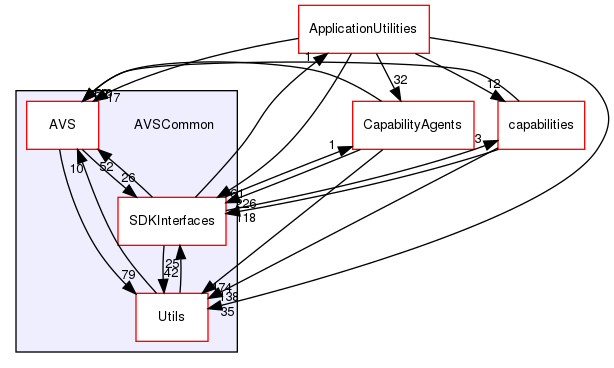 ApplicationUtilities
1
32
12
17
AVS
AVSCommon
CapabilityAgents
capabilities
1
3
10
52
26
226
118
SDKInterfaces
25
42
79
174
138
35
Utils